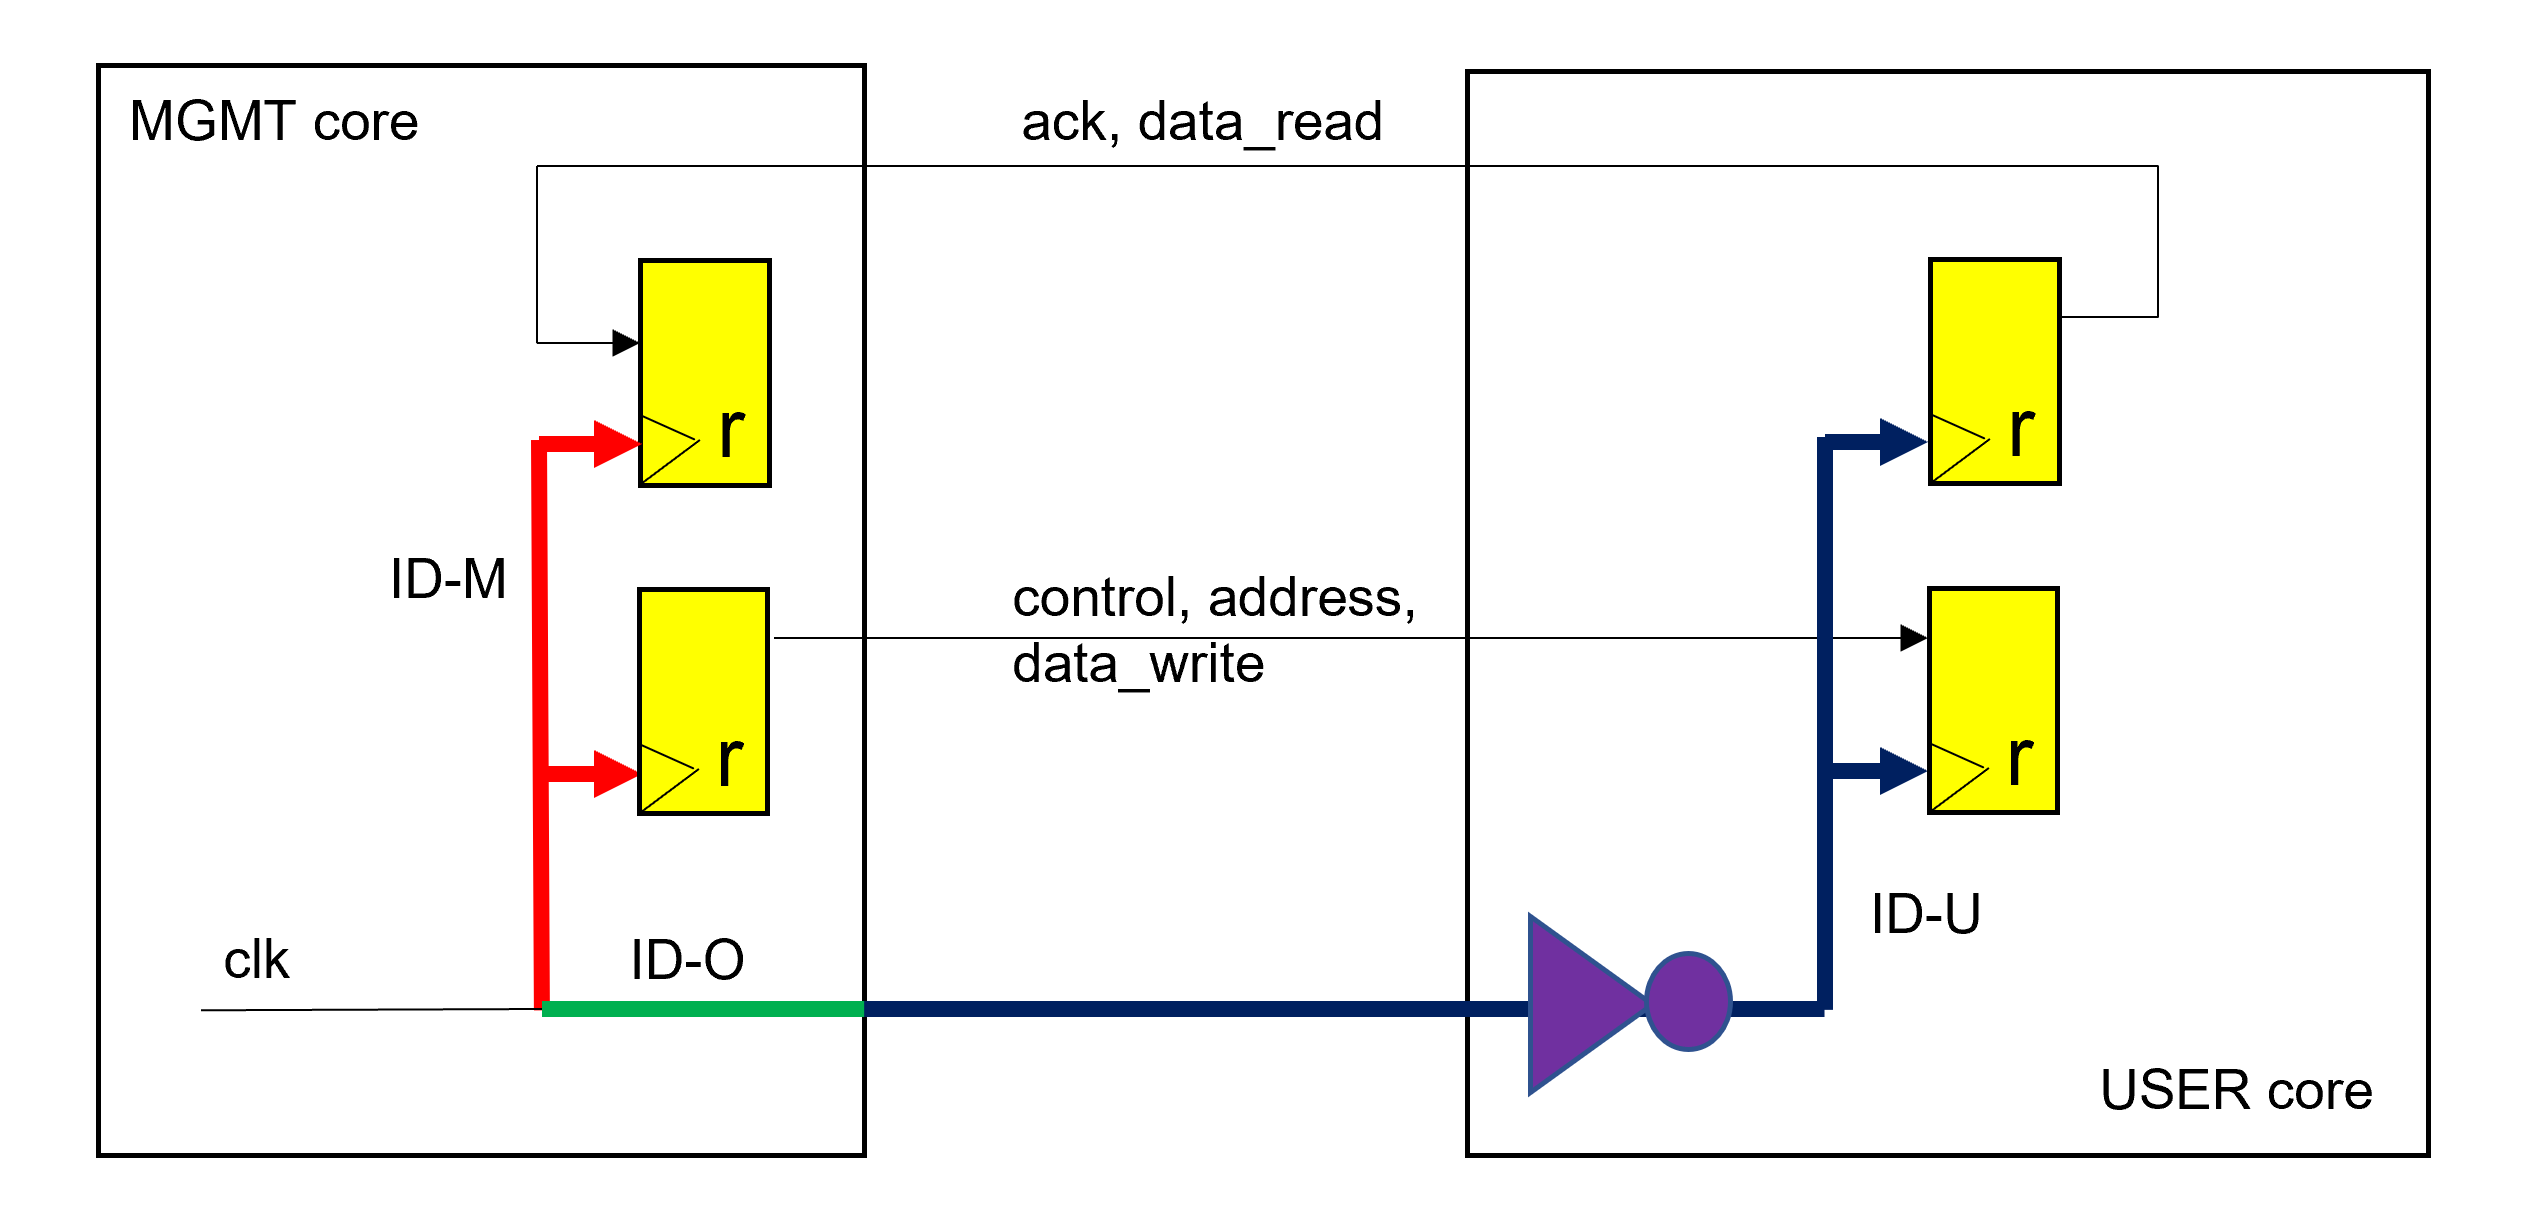 MGMT core
ack, data_read
r
r
ID-M
control, address,
data_write
r
r
ID-U
clk
ID-O
USER core